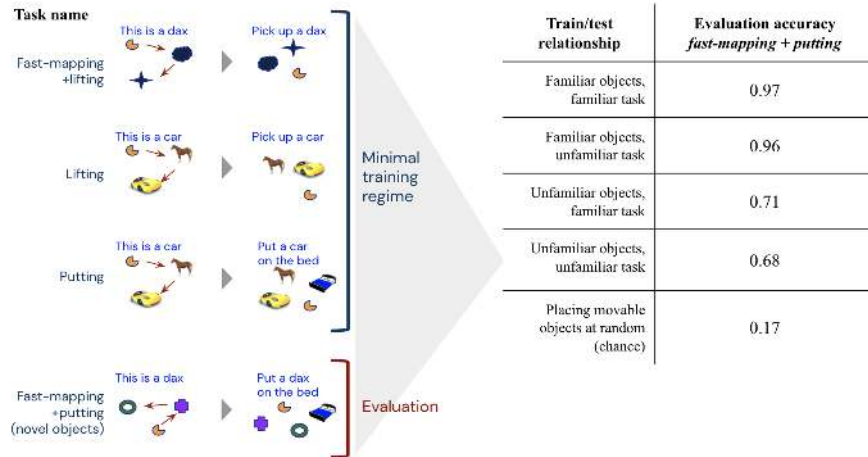 Task name
This is a dax
Pick up a dax
Fast-mapping
+lifting
This is a car
Pick up a car
Lifting
Minimal
training
regime
This is a car
Put a car
on the bed
Putting
This is a dax
Put a dax
on the bed
Fast-mapping
+putting
(novel objects)
Evaluation
Train/test
relationship
Evaluation accuracy
fast-mapping + putting
Familiar objects,
familiar task
0.97
Familiar objects,
unfamiliar task
0.96
Unfamiliar objects,
familiar task
0.71
Unfamiliar objects,
unfamiliar task
0.68
Placing movable
objects at random
(chance)
0.17